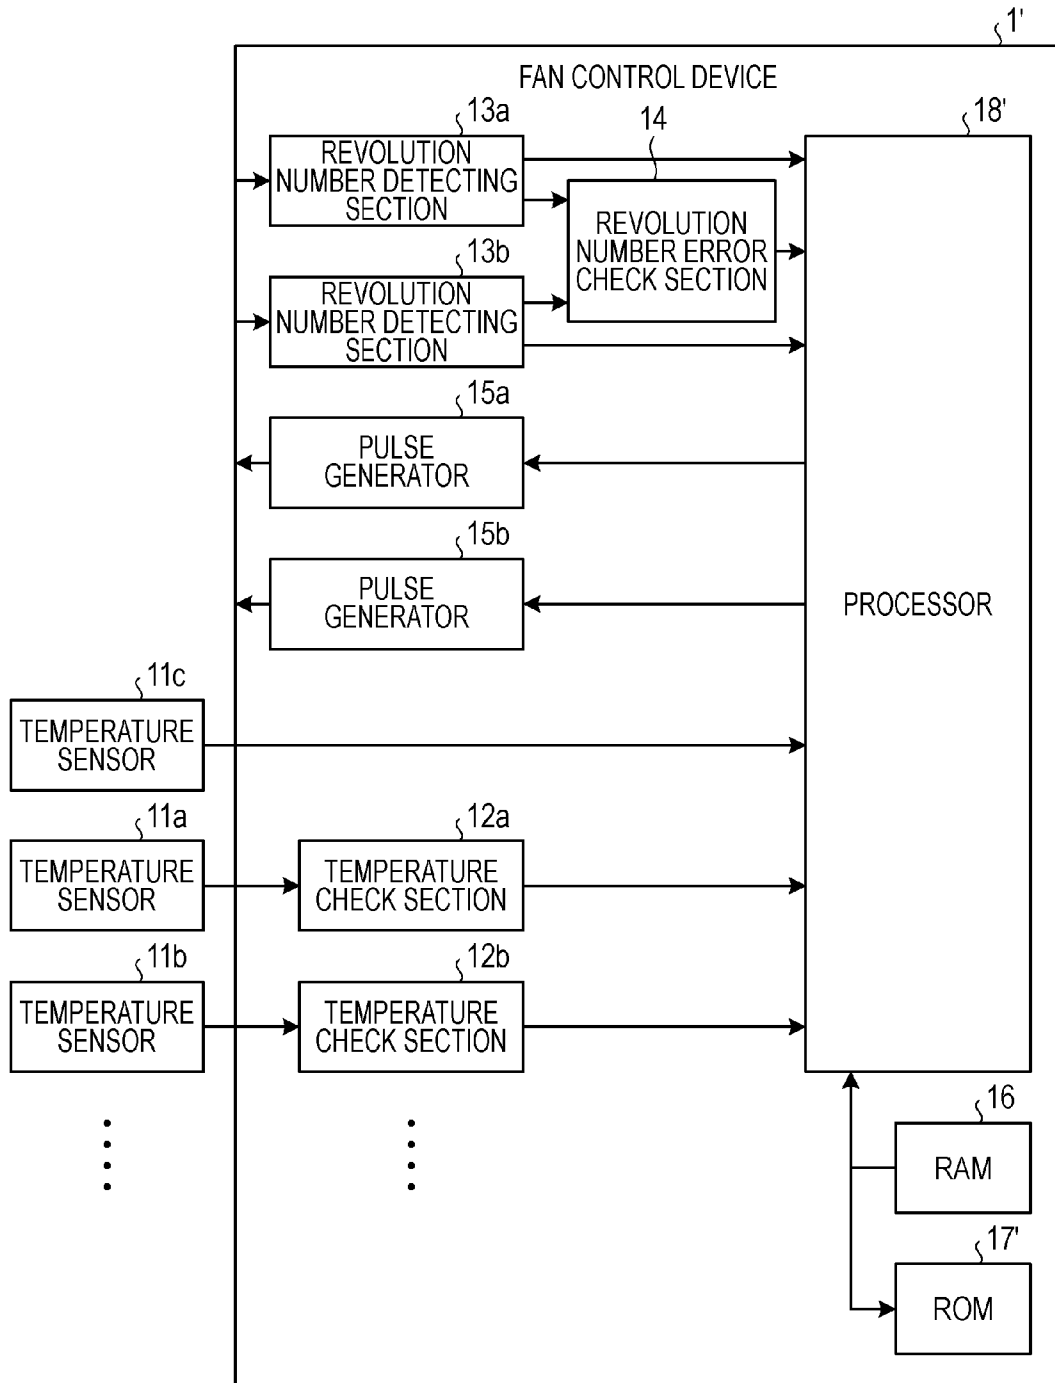 1'
FAN CONTROL DEVICE
13a
REVOLUTION
NUMBER DETECTING
SECTION
14
REVOLUTION
NUMBER ERROR
CHECK SECTION
18'
PROCESSOR
13b
REVOLUTION
NUMBER DETECTING
SECTION
15a
PULSE
GENERATOR
15b
PULSE
GENERATOR
11c
TEMPERATURE
SENSOR
11a
TEMPERATURE
SENSOR
12a
TEMPERATURE
CHECK SECTION
11b
TEMPERATURE
SENSOR
12b
TEMPERATURE
CHECK SECTION
16
RAM
17'
ROM